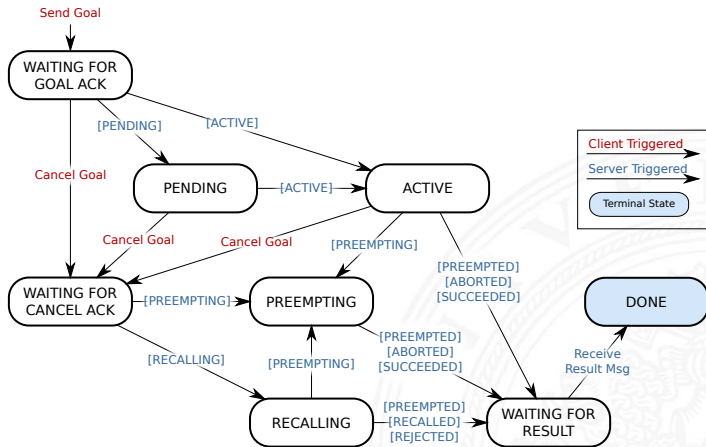 Send Goal
WAITING FOR
GOAL ACK
[PENDING]
[ACTIVE]
Client Triggered
Server Triggered
Terminal State
Cancel Goal
PENDING
[ACTIVE]
ACTIVE
Cancel Goal
Cancel Goal
[PREEMPTING]
WAITING FOR
CANCEL ACK
[PREEMPTING]
PREEMPTING
[PREEMPTED]
[ABORTED]
[SUCCEEDED]
DONE
[RECALLING]
[PREEMPTING]
[PREEMPTED]
[ABORTED]
[SUCCEEDED]
Receive
Result Msg
RECALLING
[PREEMPTED]
[RECALLED]
[REJECTED]
WAITING FOR
RESULT